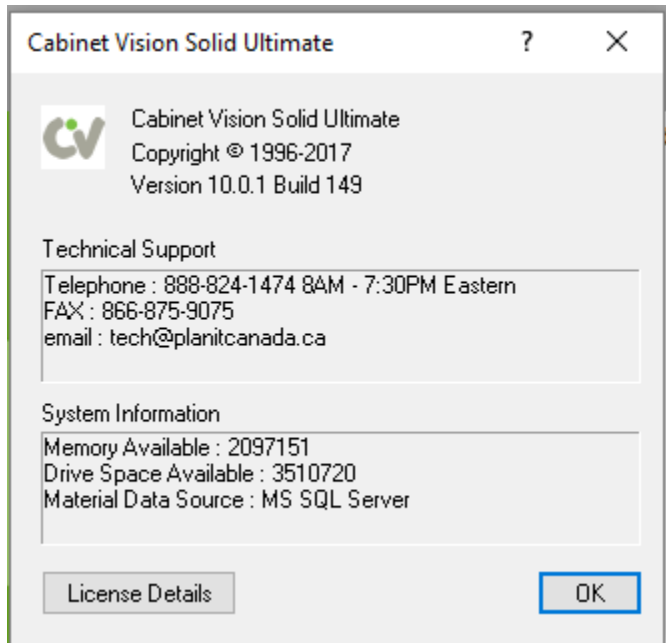 Cabinet Vision Solid Ultimate ? ×
CV Cabinet Vision Solid Ultimate
Copyright © 1996-2017
Version 10.0.1 Build 149
Technical Support
Telephone : 888-824-1474 8AM - 7:30PM Eastern
FAX : 866-875-9075
email : tech@planitcanada.ca
System Information
Memory Available : 2097151
Drive Space Available : 3510720
Material Data Source : MS SQL Server
License Details OK